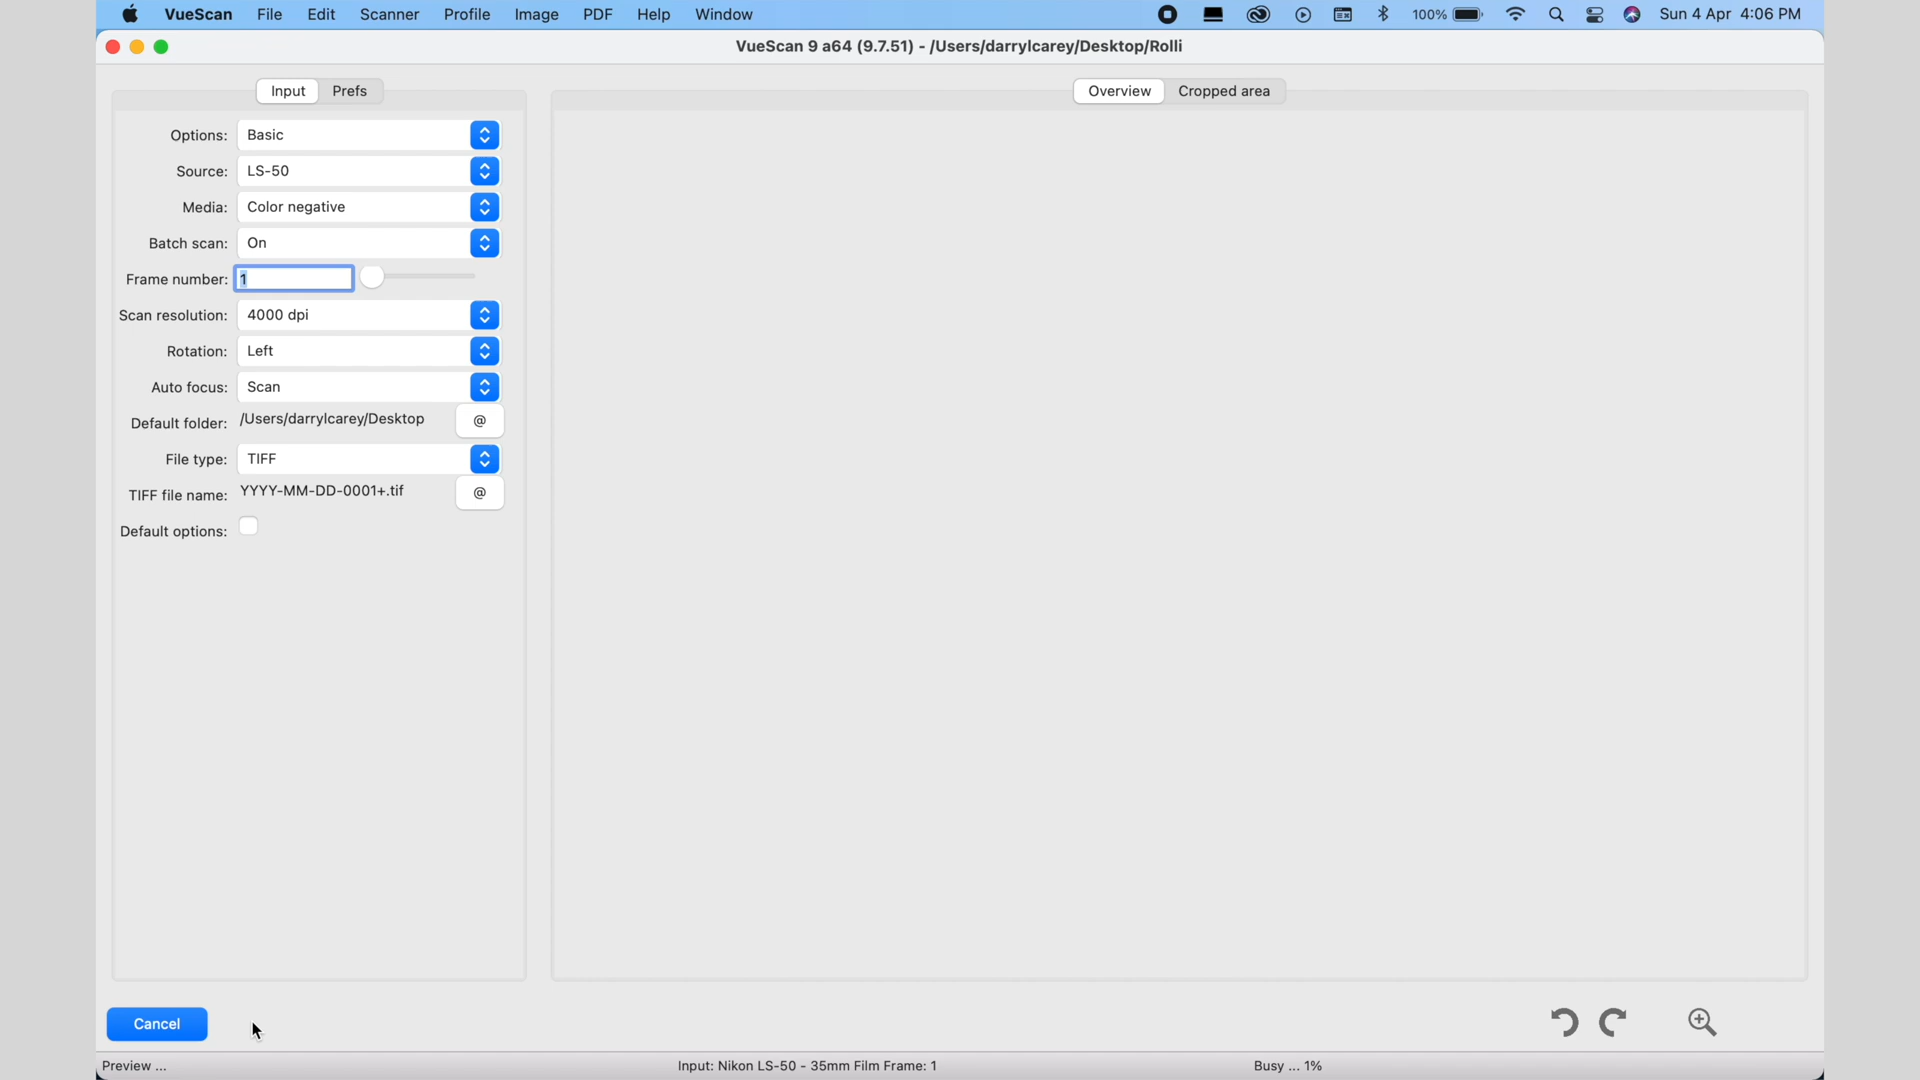 VueScan File Edit Scanner Profile Image PDF Help Window 100% Sun 4 Apr 4:06 PM
VueScan 9 a64 (9.7.51) - /Users/darrylcarey/Desktop/Rolli
Input Prefs Overview Cropped area
Options: Basic
Source: LS-50
Media: Color negative
Batch scan: On
Frame number: 1
Scan resolution: 4000 dpi
Rotation: Left
Auto focus: Scan
Default folder: /Users/darrylcarey/Desktop @
File type: TIFF
TIFF file name: YYYY-MM-DD-0001+.tif @
Default options:
Cancel
Preview ... Input: Nikon LS-50 - 35mm Film Frame: 1 Busy ... 1%